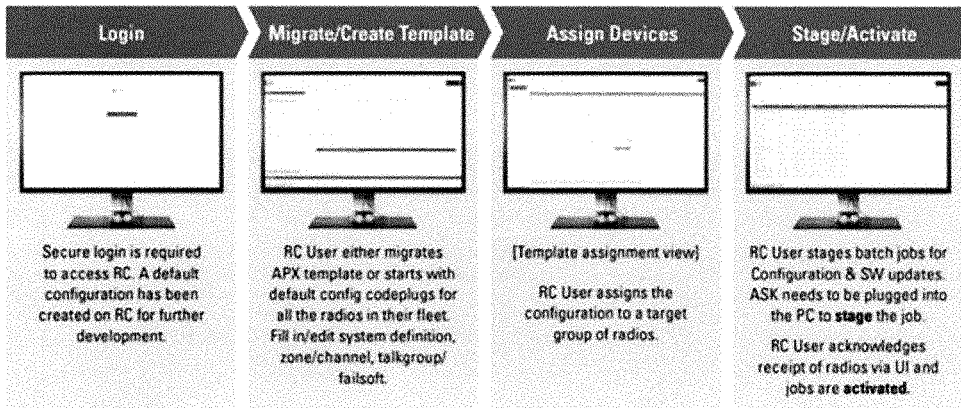 Login
Migrate/Create Template
Assign Devices
Stage/Activate
Secure login is required
to access RC. A default
configuration has been
created on RC for further
development.
RC User either migrates
APX template or starts with
default config codeplugs for
all the radios in their fleet.
Fill in/edit system definition,
zone/channel, talkgroup/
failsoft.
[Template assignment view]
RC User assigns the
configuration to a target
group of radios.
RC User stages batch jobs for
Configuration & SW updates.
ASK needs to be plugged into
the PC to stage the job.
RC User acknowledges
receipt of radios via UI and
jobs are activated.